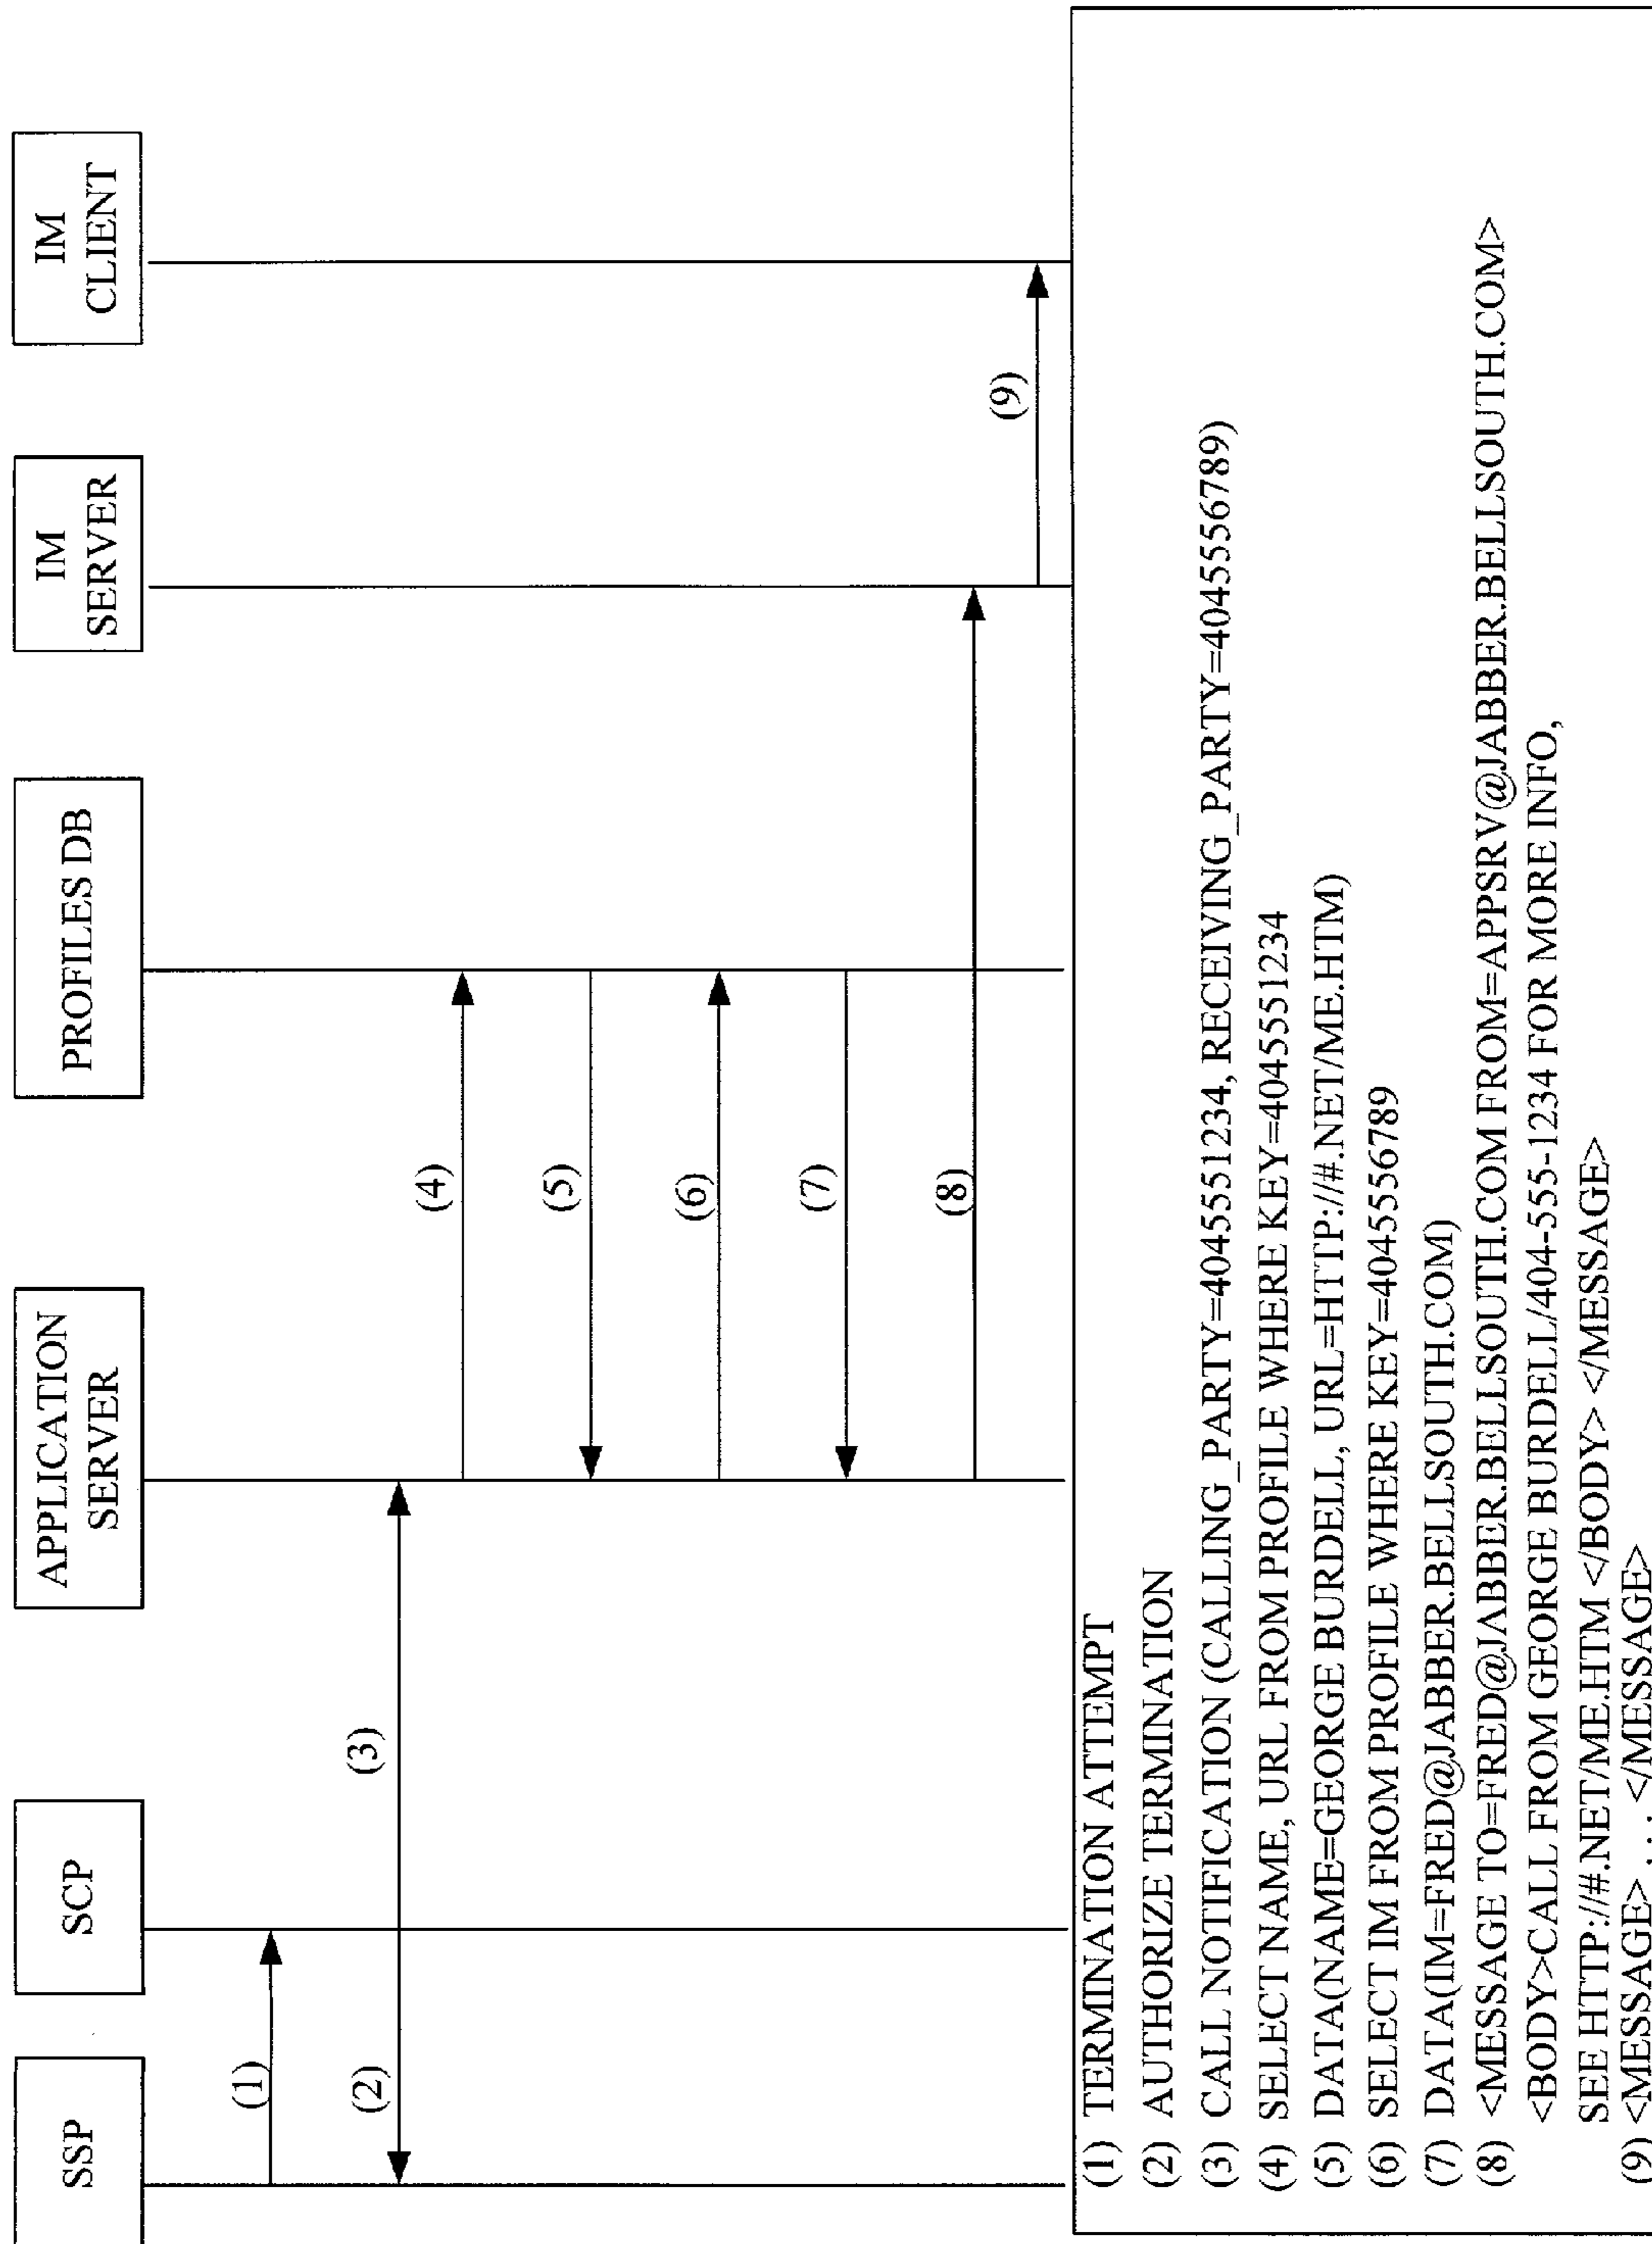 SSP
SCP
APPLICATION
SERVER
PROFILES DB
IM
SERVER
IM
CLIENT
(1)
(2)
(3)
(4)
(5)
(6)
(7)
(8)
(9)
(1) TERMINATION ATTEMPT
(2) AUTHORIZE TERMINATION
(3) CALL NOTIFICATION (CALLING_PARTY=4045551234, RECEIVING_PARTY=4045556789)
(4) SELECT NAME, URL FROM PROFILE WHERE KEY=4045551234
(5) DATA(NAME=GEORGE BURDELL, URL=HTTP://#.NET/ME.HTM)
(6) SELECT IM FROM PROFILE WHERE KEY=4045556789
(7) DATA(IM=FRED@JABBER.BELLSOUTH.COM)
(8) <MESSAGE TO=FRED@JABBER.BELLSOUTH.COM FROM=APPSRV@JABBER.BELLSOUTH.COM>
<BODY>CALL FROM GEORGE BURDELL/404-555-1234 FOR MORE INFO,
SEE HTTP://#.NET/ME.HTM </BODY> </MESSAGE>
(9) <MESSAGE> . . . </MESSAGE>